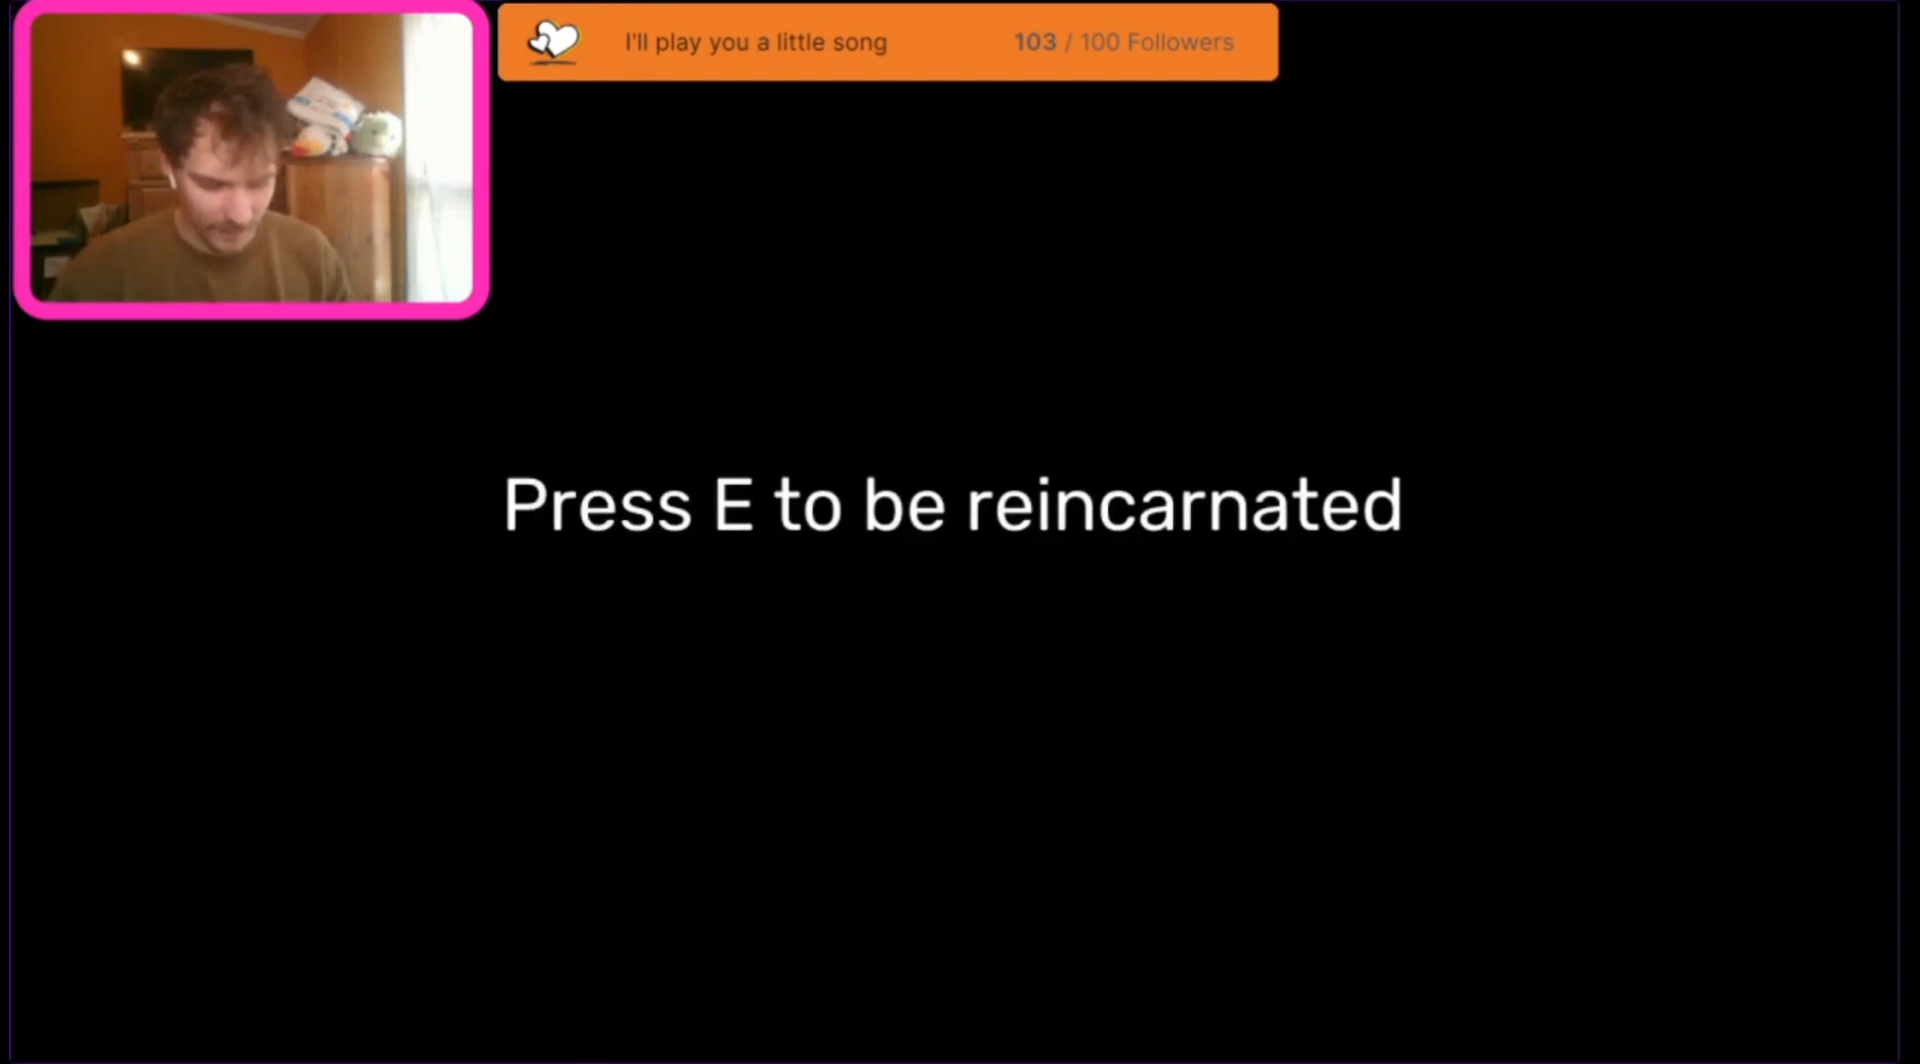 I'll play you a little song 103 / 100 Followers
Press E to be reincarnated